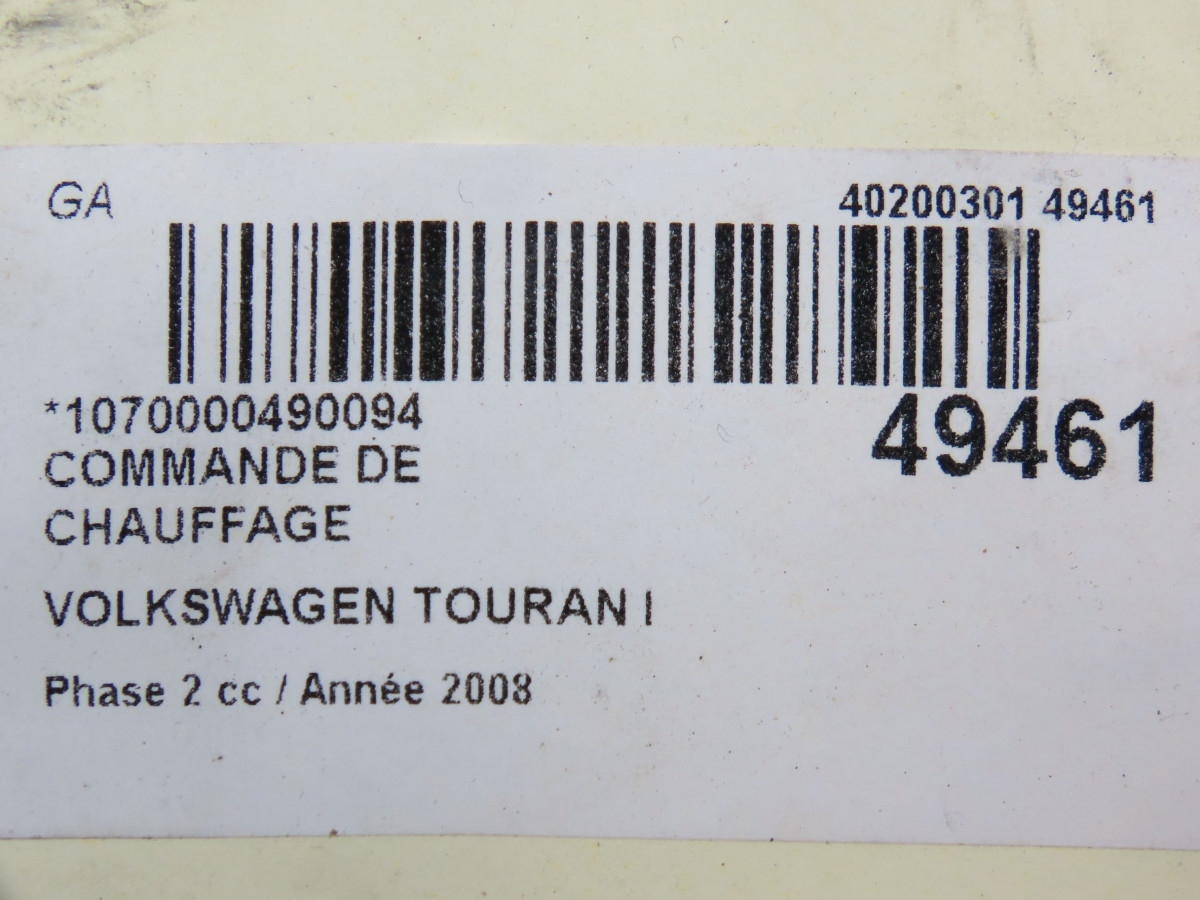 GA
40200301 49461
*1070000490094
49461
COMMANDE DE
CHAUFFAGE
VOLKSWAGEN TOURAN I
Phase 2 cc / Année 2008